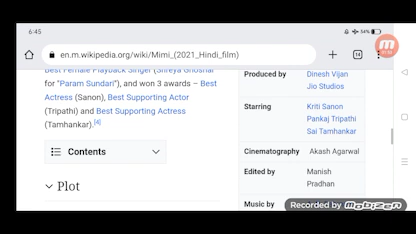 6:45
34%
en.m.wikipedia.org/wiki/Mimi_(2021_Hindi_film)
14
Best Female Playback Singer (Shreya Ghoshal
for "Param Sundari"), and won 3 awards – Best
Actress (Sanon), Best Supporting Actor
(Tripathi) and Best Supporting Actress
(Tamhankar).[4]
Contents
Plot
Produced by Dinesh Vijan
Jio Studios
Starring Kriti Sanon
Pankaj Tripathi
Sai Tamhankar
Cinematography Akash Agarwal
Edited by Manish
Pradhan
Music by
Recorded by Mobizen